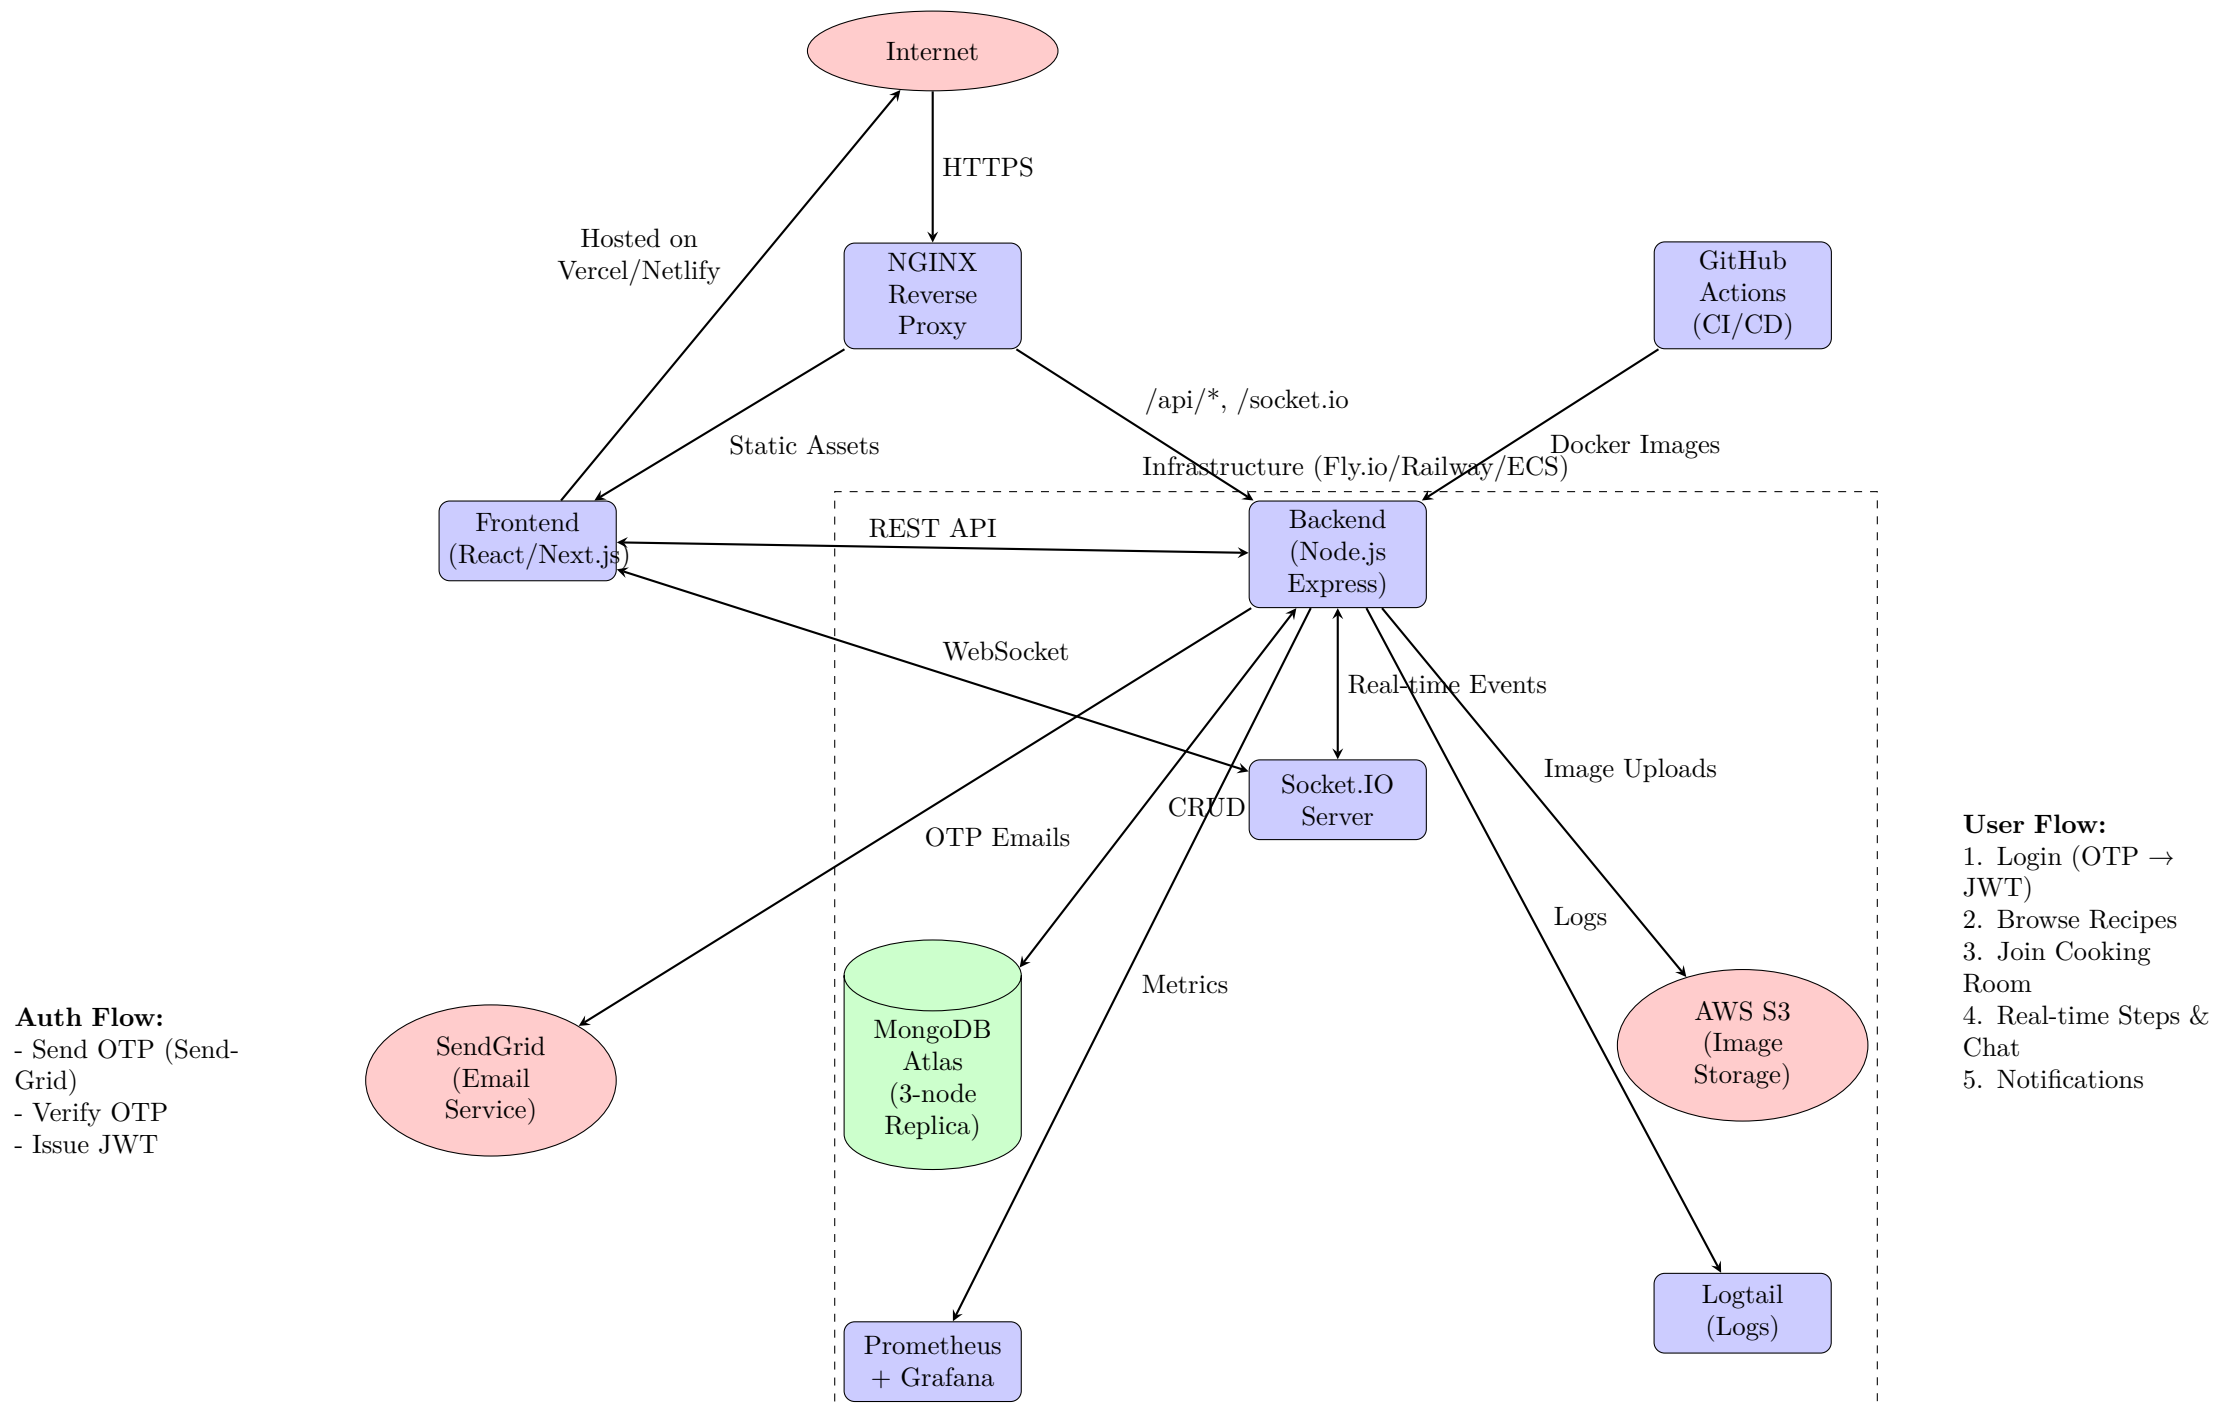 Internet
HTTPS
Hosted on
Vercel/Netlify
NGINX
Reverse
Proxy
GitHub
Actions
(CI/CD)
/api/*, /socket.io
Static Assets
Docker Images
Infrastructure (Fly.io/Railway/ECS)
Frontend
(React/Next.js)
REST API
Backend
(Node.js
Express)
WebSocket
Real-time Events
Socket.IO
Server
Image Uploads
CRUD
OTP Emails
Logs
Metrics
User Flow:
1. Login (OTP →
JWT)
2. Browse Recipes
3. Join Cooking
Room
4. Real-time Steps &
Chat
5. Notifications
Auth Flow:
- Send OTP (Send-
Grid)
- Verify OTP
- Issue JWT
SendGrid
(Email
Service)
MongoDB
Atlas
(3-node
Replica)
AWS S3
(Image
Storage)
Logtail
(Logs)
Prometheus
+ Grafana